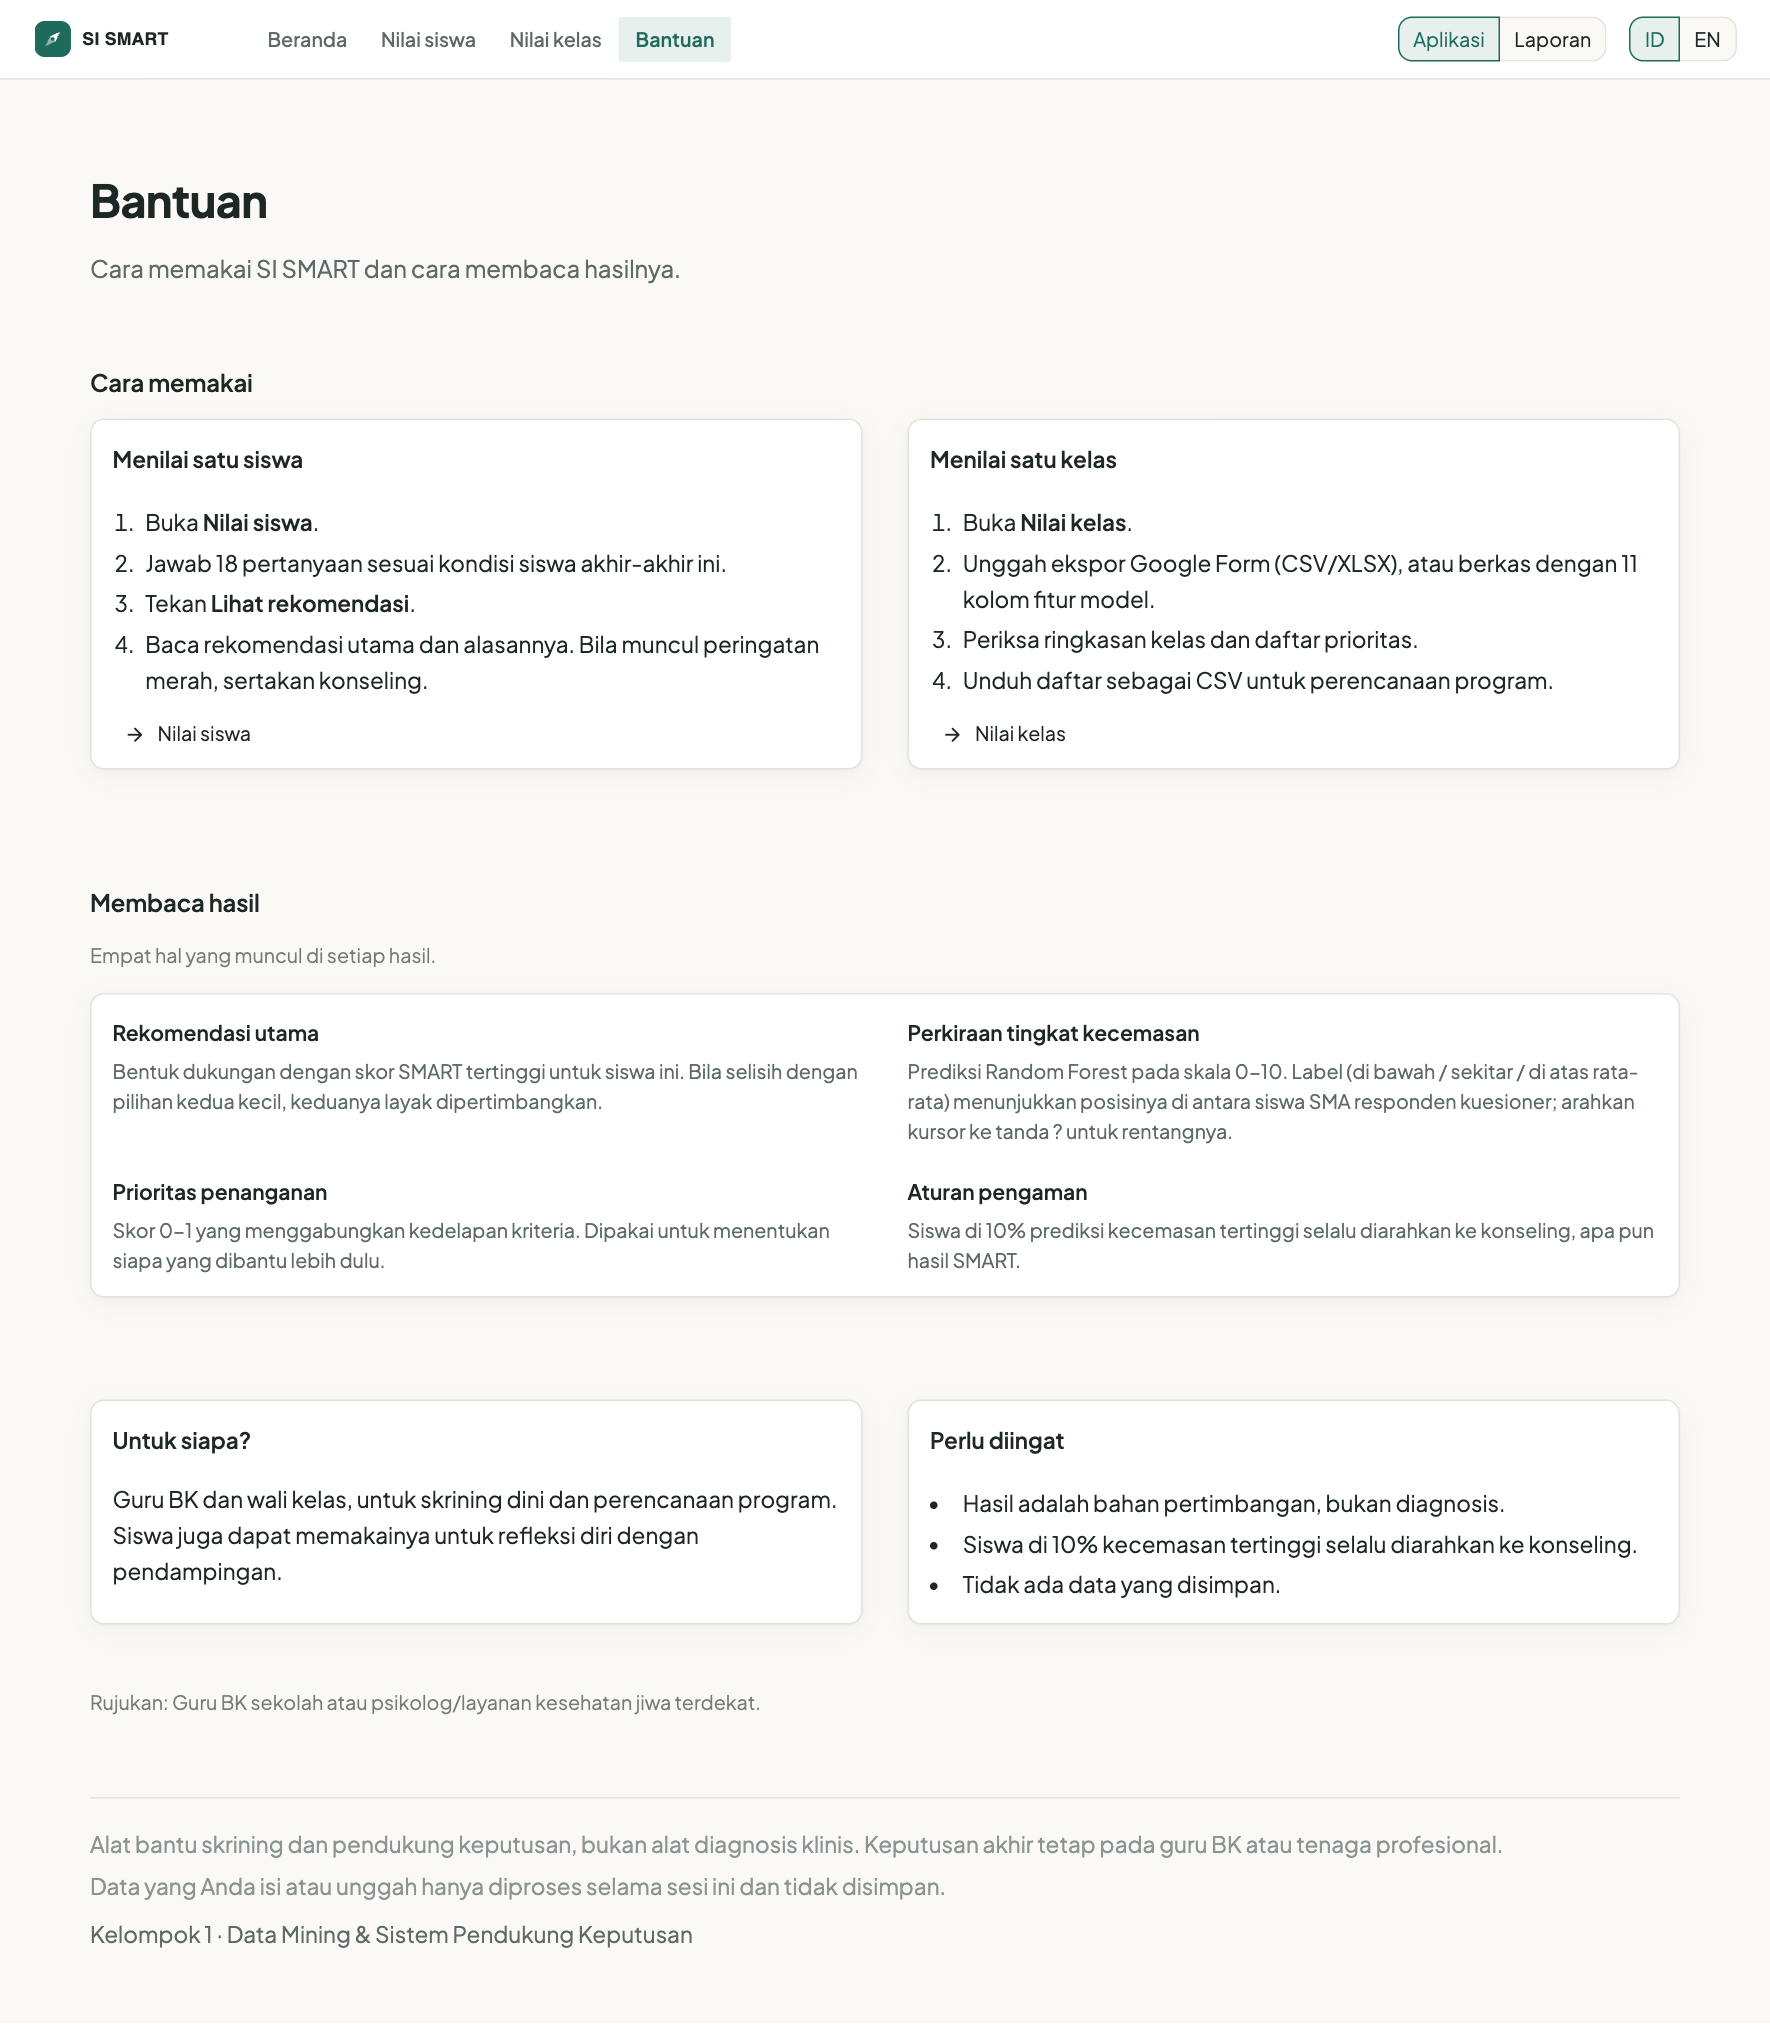 SI SMART
Beranda
Nilai siswa
Nilai kelas
Bantuan
Aplikasi
Laporan
ID
EN
Bantuan
Cara memakai SI SMART dan cara membaca hasilnya.
Cara memakai
Menilai satu siswa
1. Buka Nilai siswa.
2. Jawab 18 pertanyaan sesuai kondisi siswa akhir-akhir ini.
3. Tekan Lihat rekomendasi.
4. Baca rekomendasi utama dan alasannya. Bila muncul peringatan
merah, sertakan konseling.
→ Nilai siswa
Menilai satu kelas
1. Buka Nilai kelas.
2. Unggah ekspor Google Form (CSV/XLSX), atau berkas dengan 11
kolom fitur model.
3. Periksa ringkasan kelas dan daftar prioritas.
4. Unduh daftar sebagai CSV untuk perencanaan program.
→ Nilai kelas
Membaca hasil
Empat hal yang muncul di setiap hasil.
Rekomendasi utama
Bentuk dukungan dengan skor SMART tertinggi untuk siswa ini. Bila selisih dengan
pilihan kedua kecil, keduanya layak dipertimbangkan.
Perkiraan tingkat kecemasan
Prediksi Random Forest pada skala 0–10. Label (di bawah / sekitar / di atas rata-
rata) menunjukkan posisinya di antara siswa SMA responden kuesioner; arahkan
kursor ke tanda ? untuk rentangnya.
Prioritas penanganan
Skor 0–1 yang menggabungkan kedelapan kriteria. Dipakai untuk menentukan
siapa yang dibantu lebih dulu.
Aturan pengaman
Siswa di 10% prediksi kecemasan tertinggi selalu diarahkan ke konseling, apa pun
hasil SMART.
Untuk siapa?
Guru BK dan wali kelas, untuk skrining dini dan perencanaan program.
Siswa juga dapat memakainya untuk refleksi diri dengan
pendampingan.
Perlu diingat
• Hasil adalah bahan pertimbangan, bukan diagnosis.
• Siswa di 10% kecemasan tertinggi selalu diarahkan ke konseling.
• Tidak ada data yang disimpan.
Rujukan: Guru BK sekolah atau psikolog/layanan kesehatan jiwa terdekat.
Alat bantu skrining dan pendukung keputusan, bukan alat diagnosis klinis. Keputusan akhir tetap pada guru BK atau tenaga profesional.
Data yang Anda isi atau unggah hanya diproses selama sesi ini dan tidak disimpan.
Kelompok 1 · Data Mining & Sistem Pendukung Keputusan